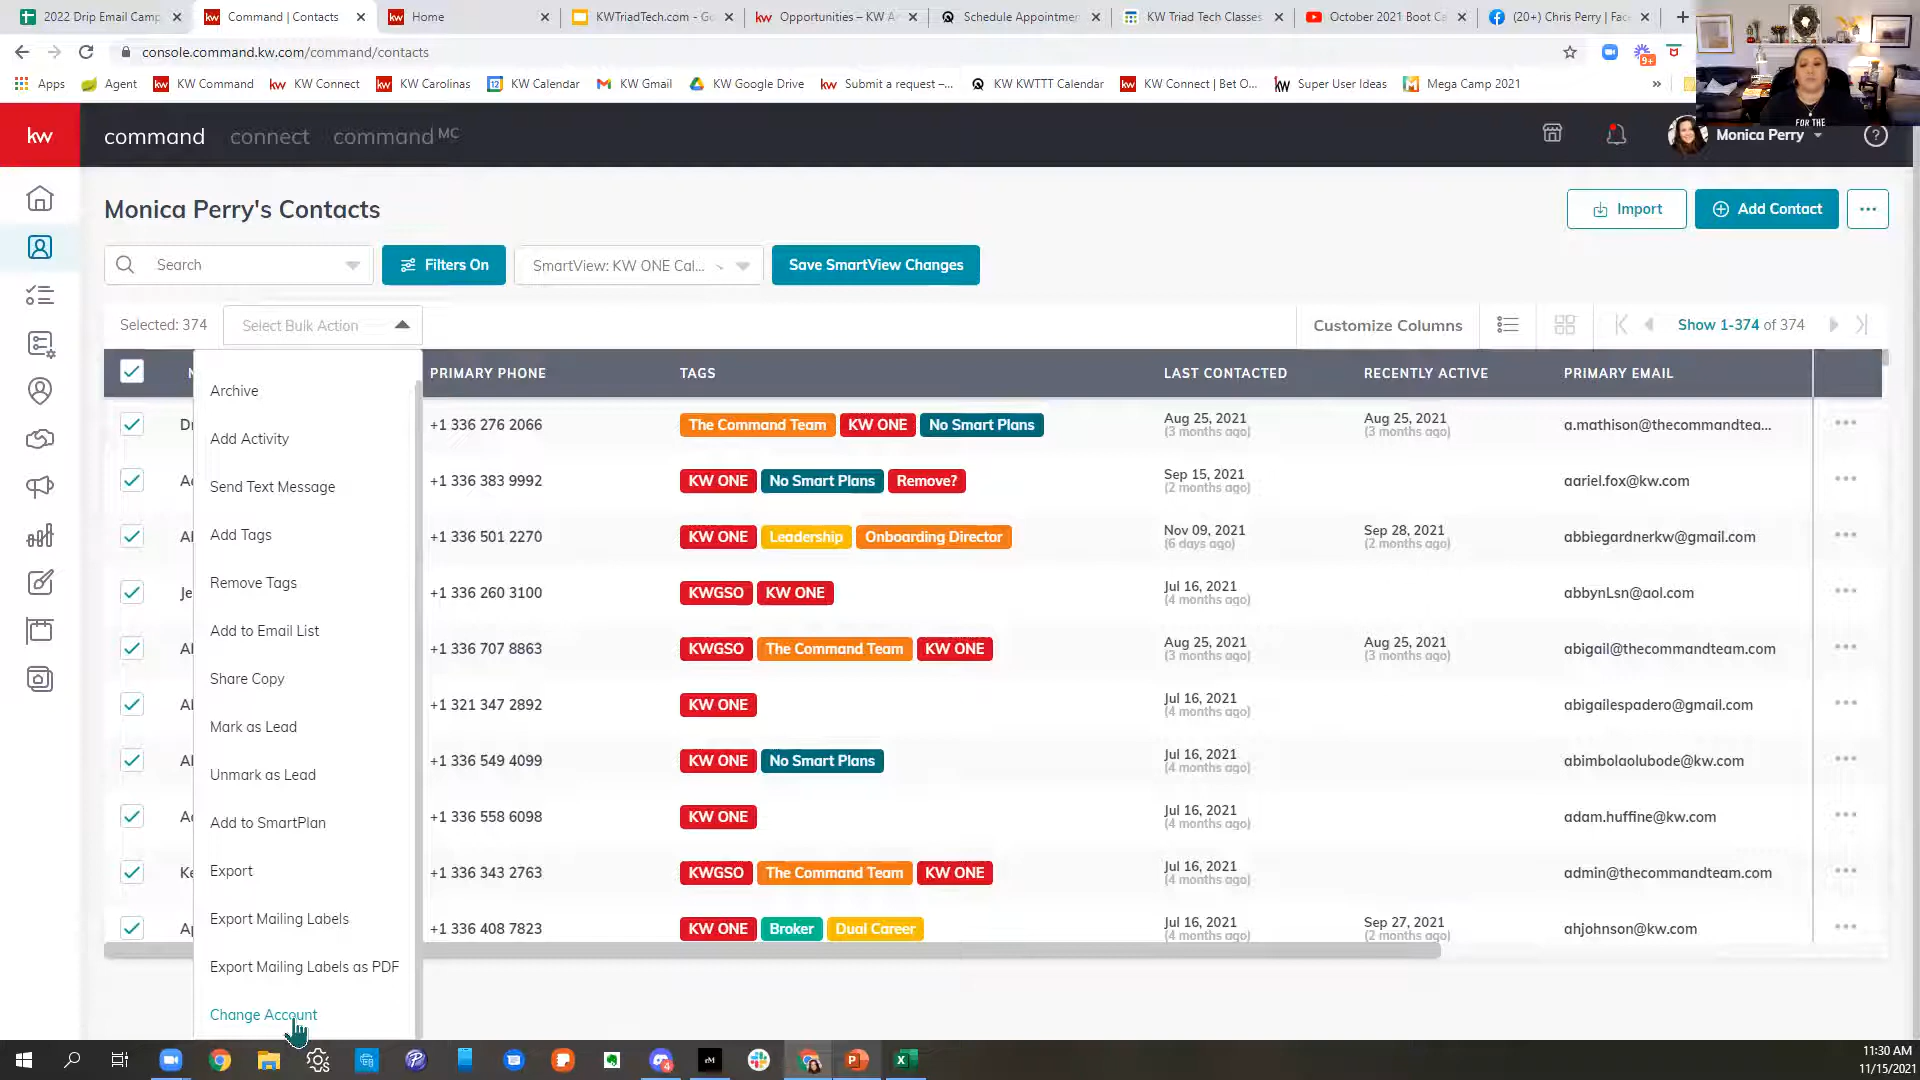 2022 Drip Email Camp
Command | Contacts
Home
KWTriadTech.com - Go
Opportunities – KW A
Schedule Appointmen
KW Triad Tech Classes
October 2021 Boot Ca
(20+) Chris Perry | Fac
console.command.kw.com/command/contacts
9+
Apps
Agent
KW Command
KW Connect
KW Carolinas
KW Calendar
KW Gmail
KW Google Drive
Submit a request –...
KW KWTTT Calendar
KW Connect | Bet O...
Super User Ideas
Mega Camp 2021
FOR THE
kw
command
connect
command MC
Monica Perry
Monica Perry's Contacts
Import
Add Contact
Search
Filters On
SmartView: KW ONE Cal...
Save SmartView Changes
Selected: 374
Select Bulk Action
Customize Columns
Show 1-374 of 374
N
PRIMARY PHONE
TAGS
LAST CONTACTED
RECENTLY ACTIVE
PRIMARY EMAIL
Archive
Add Activity
Send Text Message
Add Tags
Remove Tags
Add to Email List
Share Copy
Mark as Lead
Unmark as Lead
Add to SmartPlan
Export
Export Mailing Labels
Export Mailing Labels as PDF
Change Account
+1 336 276 2066 The Command Team KW ONE No Smart Plans Aug 25, 2021 Aug 25, 2021 a.mathison@thecommandtea...
(3 months ago) (3 months ago)
+1 336 383 9992 KW ONE No Smart Plans Remove? Sep 15, 2021 aariel.fox@kw.com
(2 months ago)
+1 336 501 2270 KW ONE Leadership Onboarding Director Nov 09, 2021 Sep 28, 2021 abbiegardnerkw@gmail.com
(6 days ago) (2 months ago)
Je +1 336 260 3100 KWGSO KW ONE Jul 16, 2021 abbynLsn@aol.com
(4 months ago)
+1 336 707 8863 KWGSO The Command Team KW ONE Aug 25, 2021 Aug 25, 2021 abigail@thecommandteam.com
(3 months ago) (3 months ago)
+1 321 347 2892 KW ONE Jul 16, 2021 abigailespadero@gmail.com
(4 months ago)
+1 336 549 4099 KW ONE No Smart Plans Jul 16, 2021 abimbolaolubode@kw.com
(4 months ago)
+1 336 558 6098 KW ONE Jul 16, 2021 adam.huffine@kw.com
(4 months ago)
Ke +1 336 343 2763 KWGSO The Command Team KW ONE Jul 16, 2021 admin@thecommandteam.com
(4 months ago)
+1 336 408 7823 KW ONE Broker Dual Career Jul 16, 2021 Sep 27, 2021 ahjohnson@kw.com
(4 months ago) (2 months ago)
11:30 AM
11/15/2021